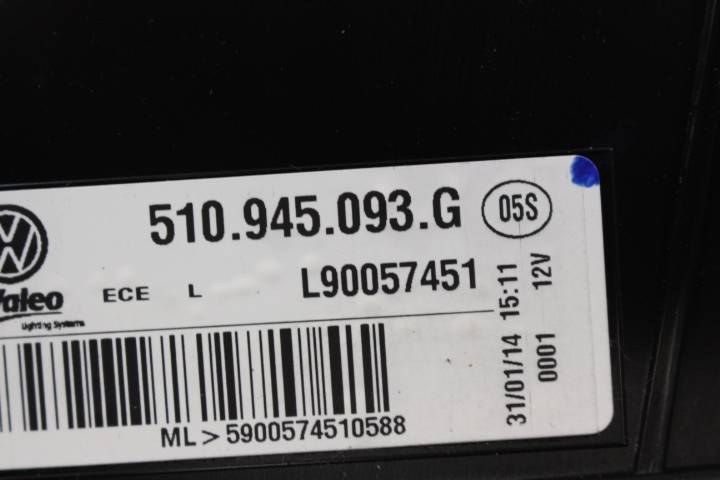 510.945.093.G 05S
Valeo
Lighting Systems
ECE L L90057451
ML>5900574510588
31/01/14 15:11
0001 12V